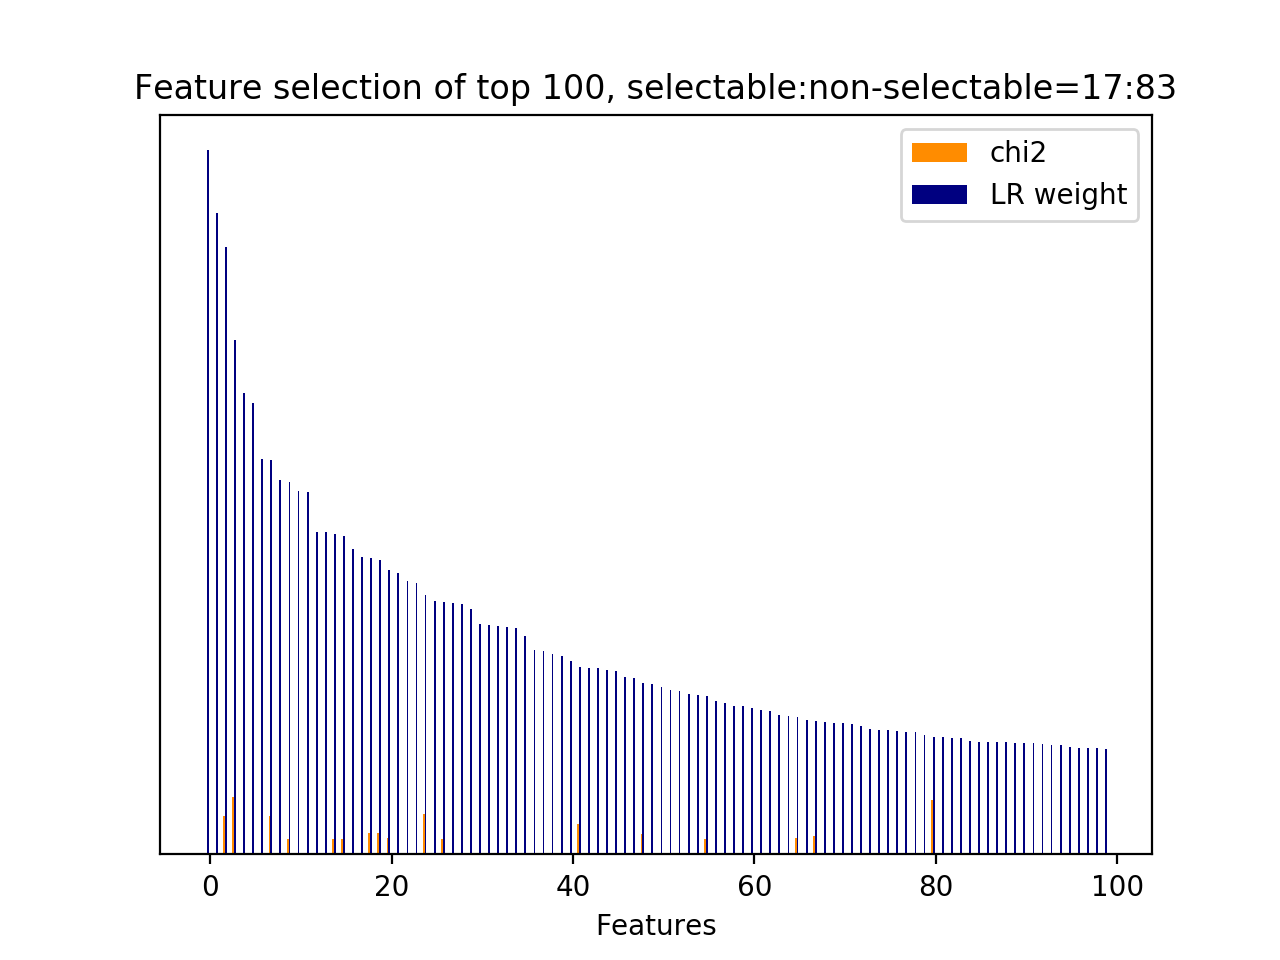 Feature selection of top 100, selectable:non-selectable=17:83
chi2
LR weight
0 20 40 60 80 100
Features